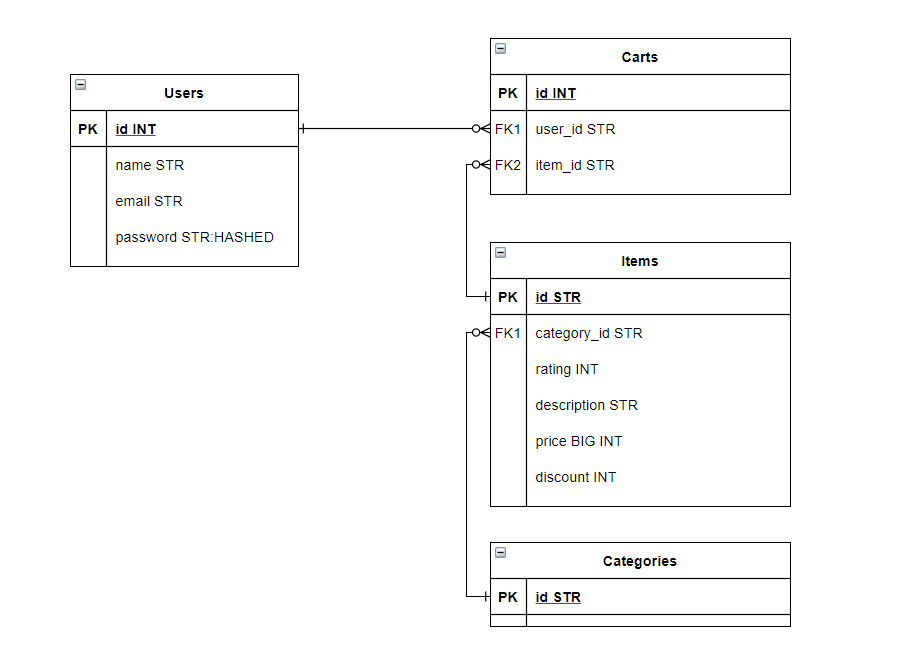 Users
PK id INT
name STR
email STR
password STR:HASHED
Carts
PK id INT
FK1 user_id STR
FK2 item_id STR
Items
PK id STR
FK1 category_id STR
rating INT
description STR
price BIG INT
discount INT
Categories
PK id STR